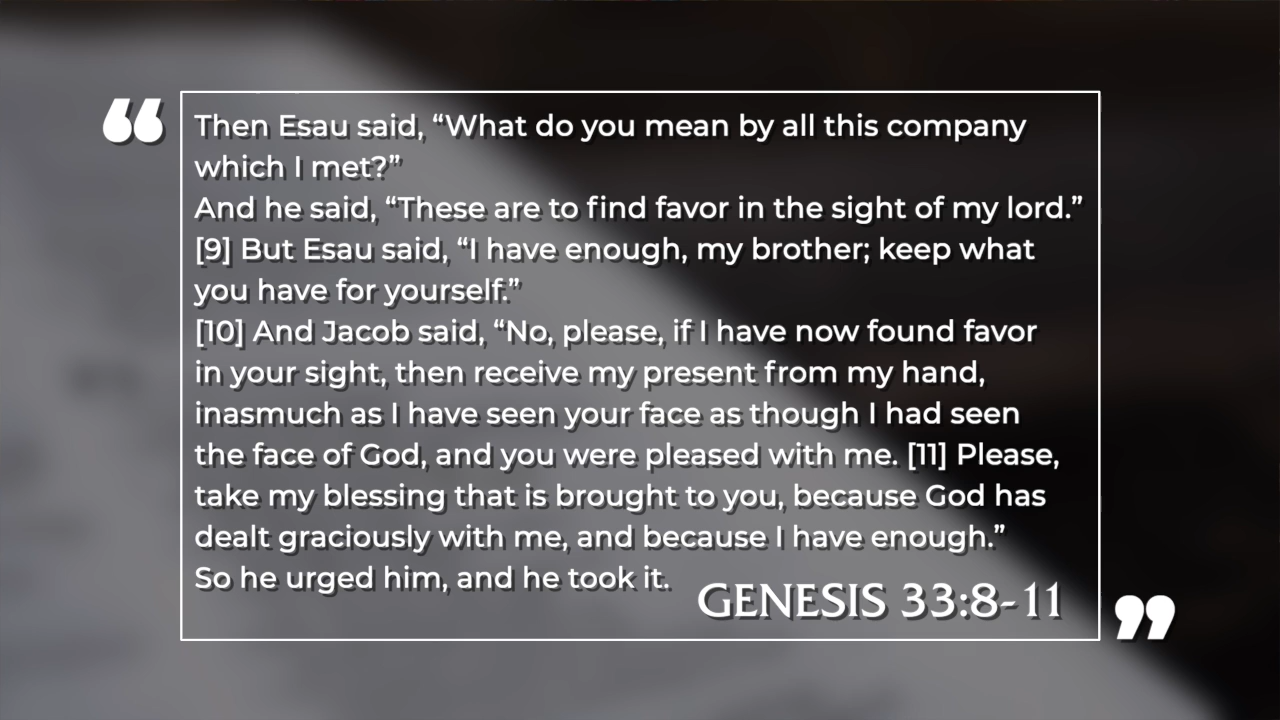 “
Then Esau said, “What do you mean by all this company
which I met?”
And he said, “These are to find favor in the sight of my lord.”
[9] But Esau said, “I have enough, my brother; keep what
you have for yourself.”
[10] And Jacob said, “No, please, if I have now found favor
in your sight, then receive my present from my hand,
inasmuch as I have seen your face as though I had seen
the face of God, and you were pleased with me. [11] Please,
take my blessing that is brought to you, because God has
dealt graciously with me, and because I have enough.”
So he urged him, and he took it.
GENESIS 33:8-11
”